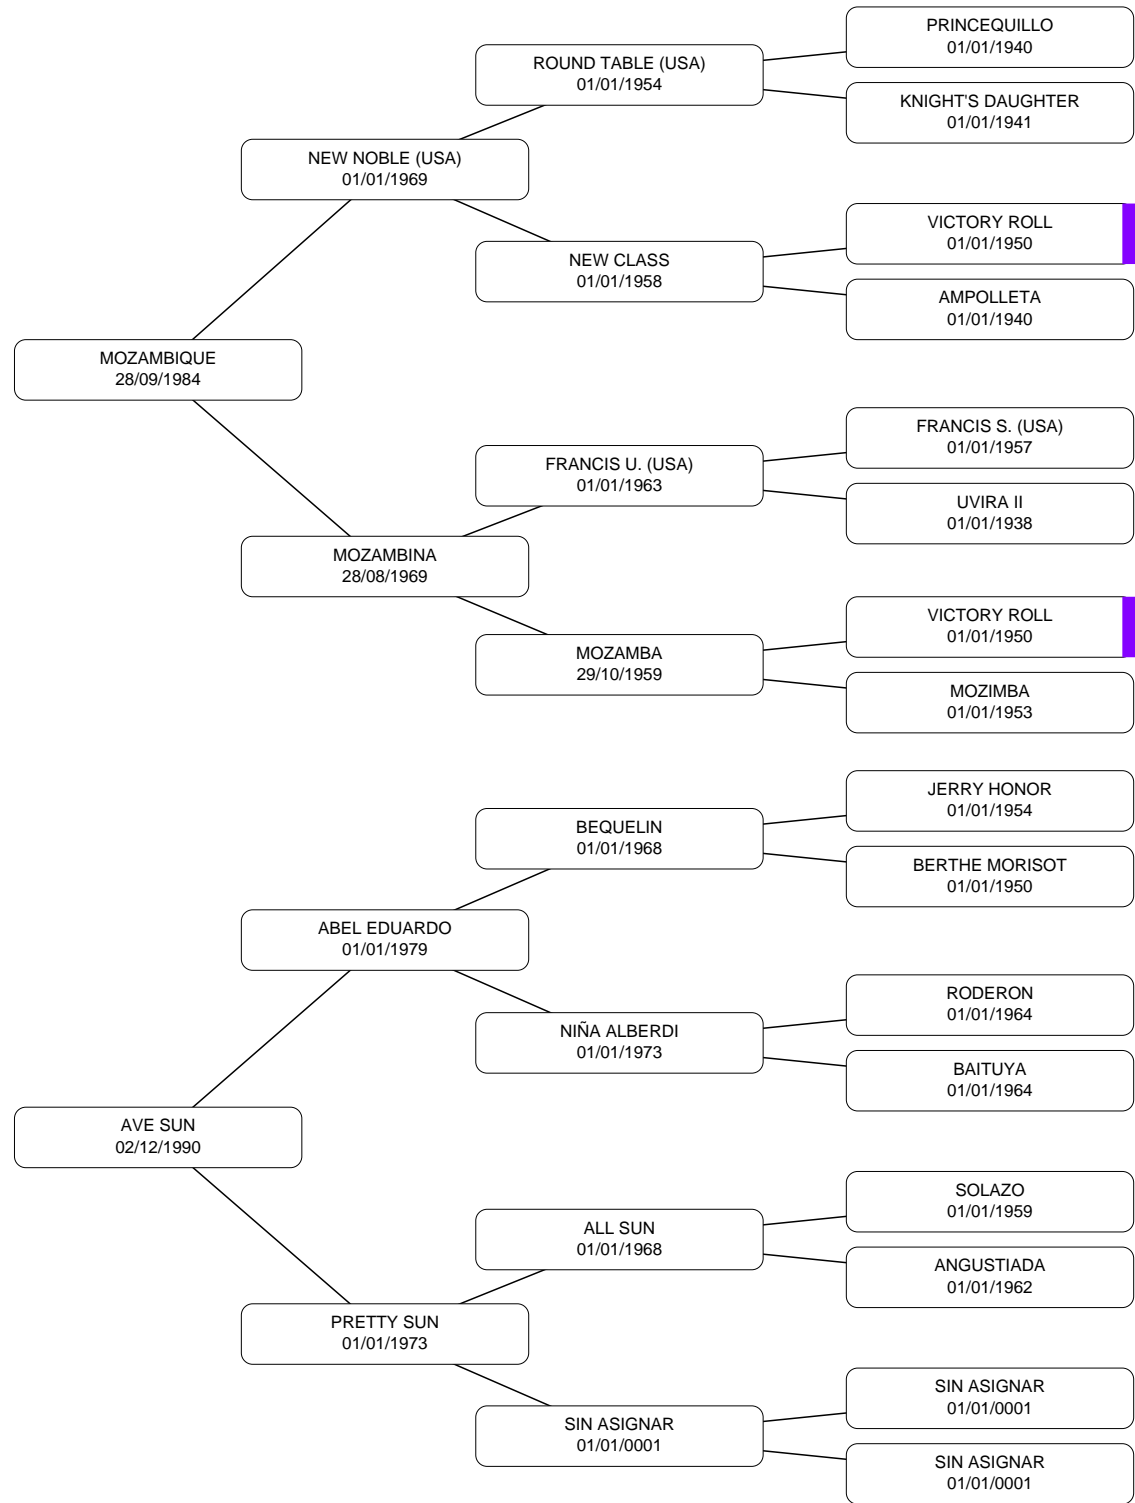 PRINCEQUILLO
01/01/1940
ROUND TABLE (USA)
01/01/1954
KNIGHT'S DAUGHTER
01/01/1941
NEW NOBLE (USA)
01/01/1969
VICTORY ROLL
01/01/1950
NEW CLASS
01/01/1958
AMPOLLETA
01/01/1940
MOZAMBIQUE
28/09/1984
FRANCIS S. (USA)
01/01/1957
FRANCIS U. (USA)
01/01/1963
UVIRA II
01/01/1938
MOZAMBINA
28/08/1969
VICTORY ROLL
01/01/1950
MOZAMBA
29/10/1959
MOZIMBA
01/01/1953
JERRY HONOR
01/01/1954
BEQUELIN
01/01/1968
BERTHE MORISOT
01/01/1950
ABEL EDUARDO
01/01/1979
RODERON
01/01/1964
NIÑA ALBERDI
01/01/1973
BAITUYA
01/01/1964
AVE SUN
02/12/1990
SOLAZO
01/01/1959
ALL SUN
01/01/1968
ANGUSTIADA
01/01/1962
PRETTY SUN
01/01/1973
SIN ASIGNAR
01/01/0001
SIN ASIGNAR
01/01/0001
SIN ASIGNAR
01/01/0001